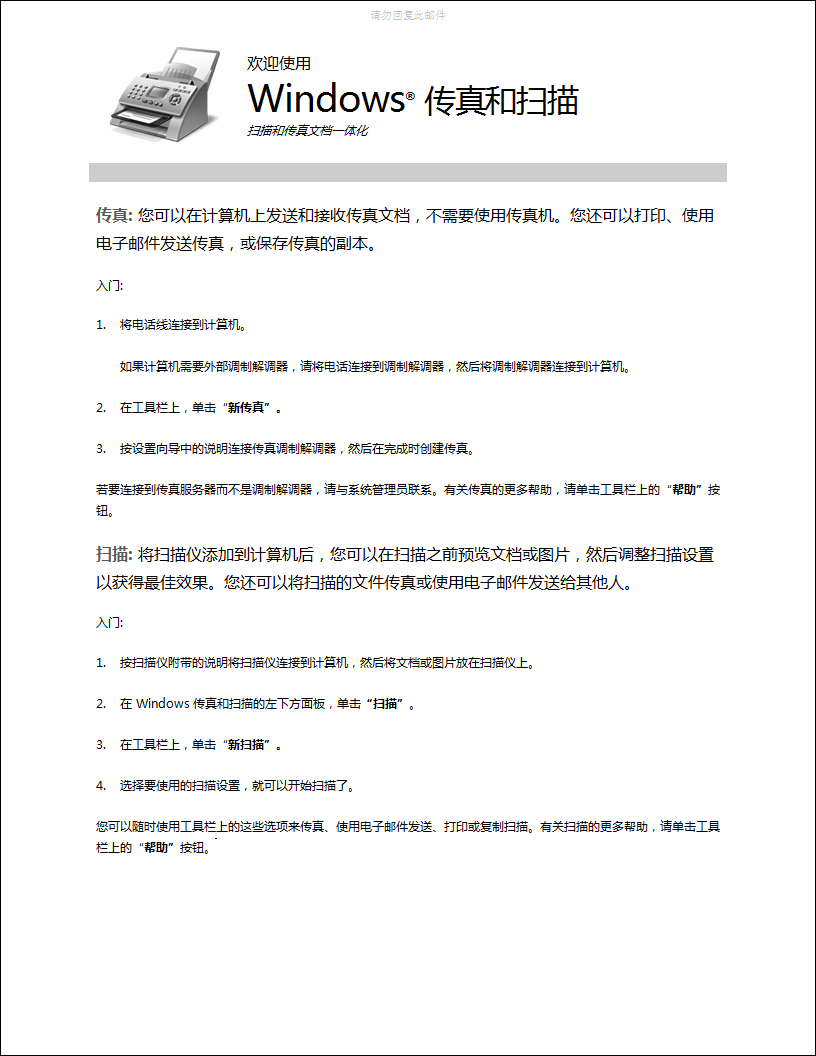 请勿回复此邮件
欢迎使用
Windows® 传真和扫描
扫描和传真文档一体化
传真: 您可以在计算机上发送和接收传真文档，不需要使用传真机。您还可以打印、使用
电子邮件发送传真，或保存传真的副本。
入门:
1. 将电话线连接到计算机。
如果计算机需要外部调制解调器，请将电话连接到调制解调器，然后将调制解调器连接到计算机。
2. 在工具栏上，单击“新传真”。
3. 按设置向导中的说明连接传真调制解调器，然后在完成时创建传真。
若要连接到传真服务器而不是调制解调器，请与系统管理员联系。有关传真的更多帮助，请单击工具栏上的“帮助”按
钮。
扫描: 将扫描仪添加到计算机后，您可以在扫描之前预览文档或图片，然后调整扫描设置
以获得最佳效果。您还可以将扫描的文件传真或使用电子邮件发送给其他人。
入门:
1. 按扫描仪附带的说明将扫描仪连接到计算机，然后将文档或图片放在扫描仪上。
2. 在 Windows 传真和扫描的左下方面板，单击“扫描”。
3. 在工具栏上，单击“新扫描”。
4. 选择要使用的扫描设置，就可以开始扫描了。
您可以随时使用工具栏上的这些选项来传真、使用电子邮件发送、打印或复制扫描。有关扫描的更多帮助，请单击工具
栏上的“帮助”按钮。